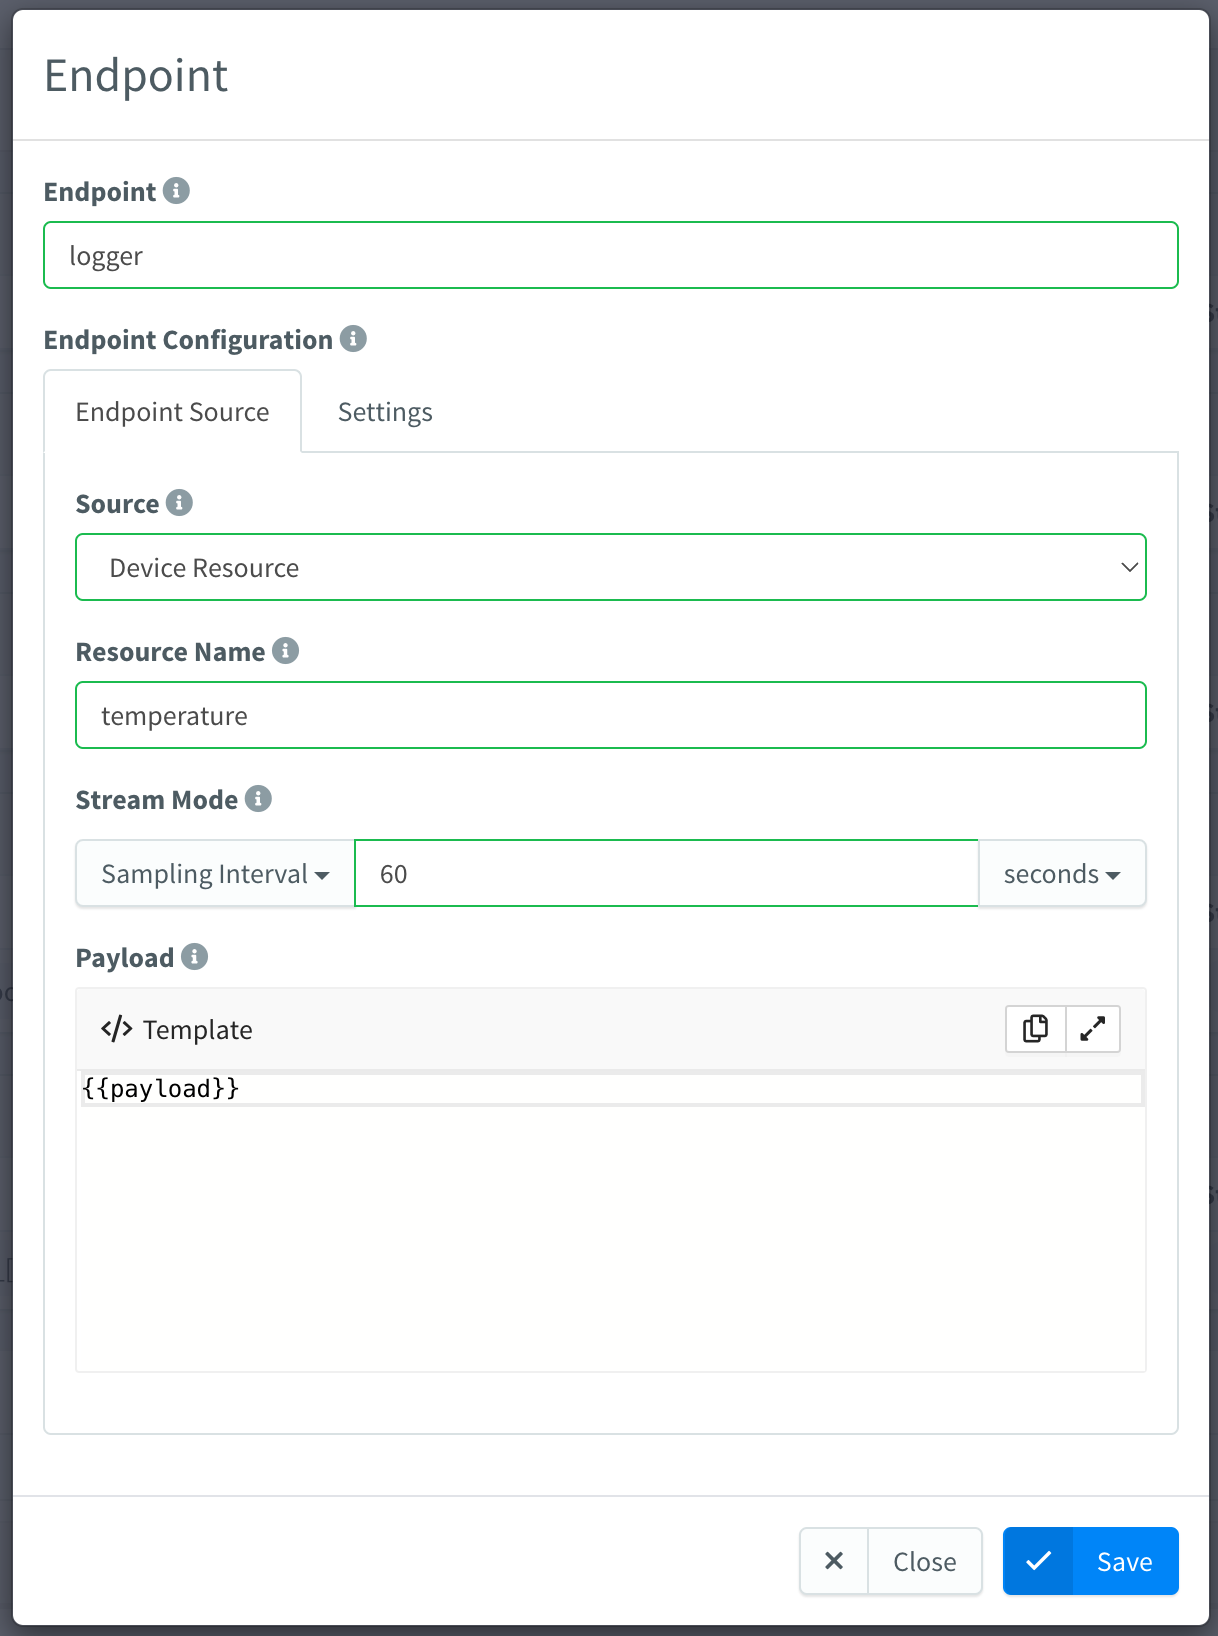 Endpoint
Endpoint
logger
Endpoint Configuration
Endpoint Source Settings
Source
Device Resource
Resource Name
temperature
Stream Mode
Sampling Interval 60 seconds
Payload
</> Template
{{payload}}
Close Save